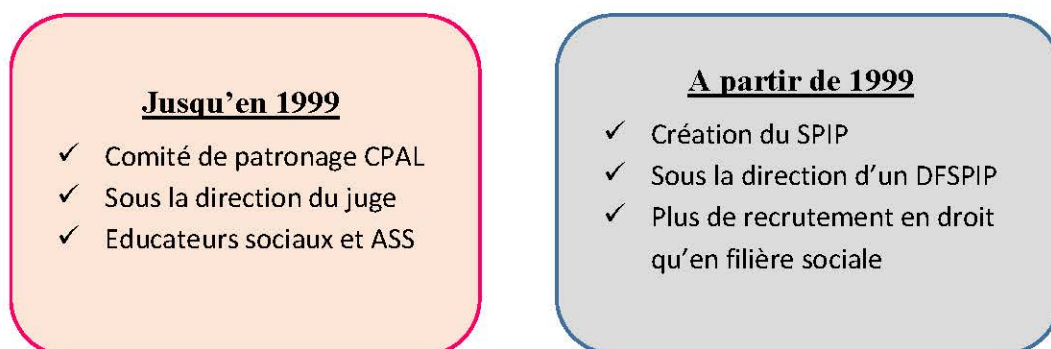 Jusqu'en 1999
✓ Comité de patronage CPAL
✓ Sous la direction du juge
✓ Educateurs sociaux et ASS
A partir de 1999
✓ Création du SPIP
✓ Sous la direction d'un DFSPIP
✓ Plus de recrutement en droit
qu'en filière sociale